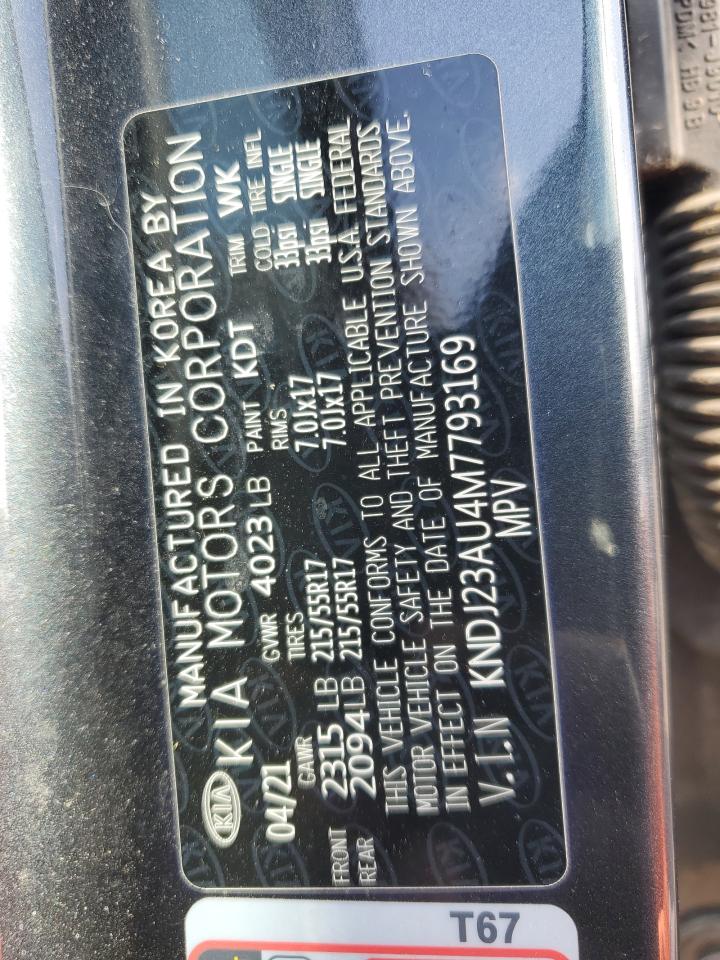 MANUFACTURED IN KOREA BY
KIA KIA MOTORS CORPORATION
04/21 GVWR 4023 LB PAINT KDT TRIM WK
GAWR TIRES RIMS COLD TIRE INFL
FRONT 2315 LB 215/55R17 7.0Jx17 33psi SINGLE
REAR 2094LB 215/55R17 7.0Jx17 33psi SINGLE
THIS VEHICLE CONFORMS TO ALL APPLICABLE U.S.A. FEDERAL
MOTOR VEHICLE SAFETY AND THEFT PREVENTION STANDARDS
IN EFFECT ON THE DATE OF MANUFACTURE SHOWN ABOVE.
V.I.N KNDJ23AU4M7793169
MPV
T67